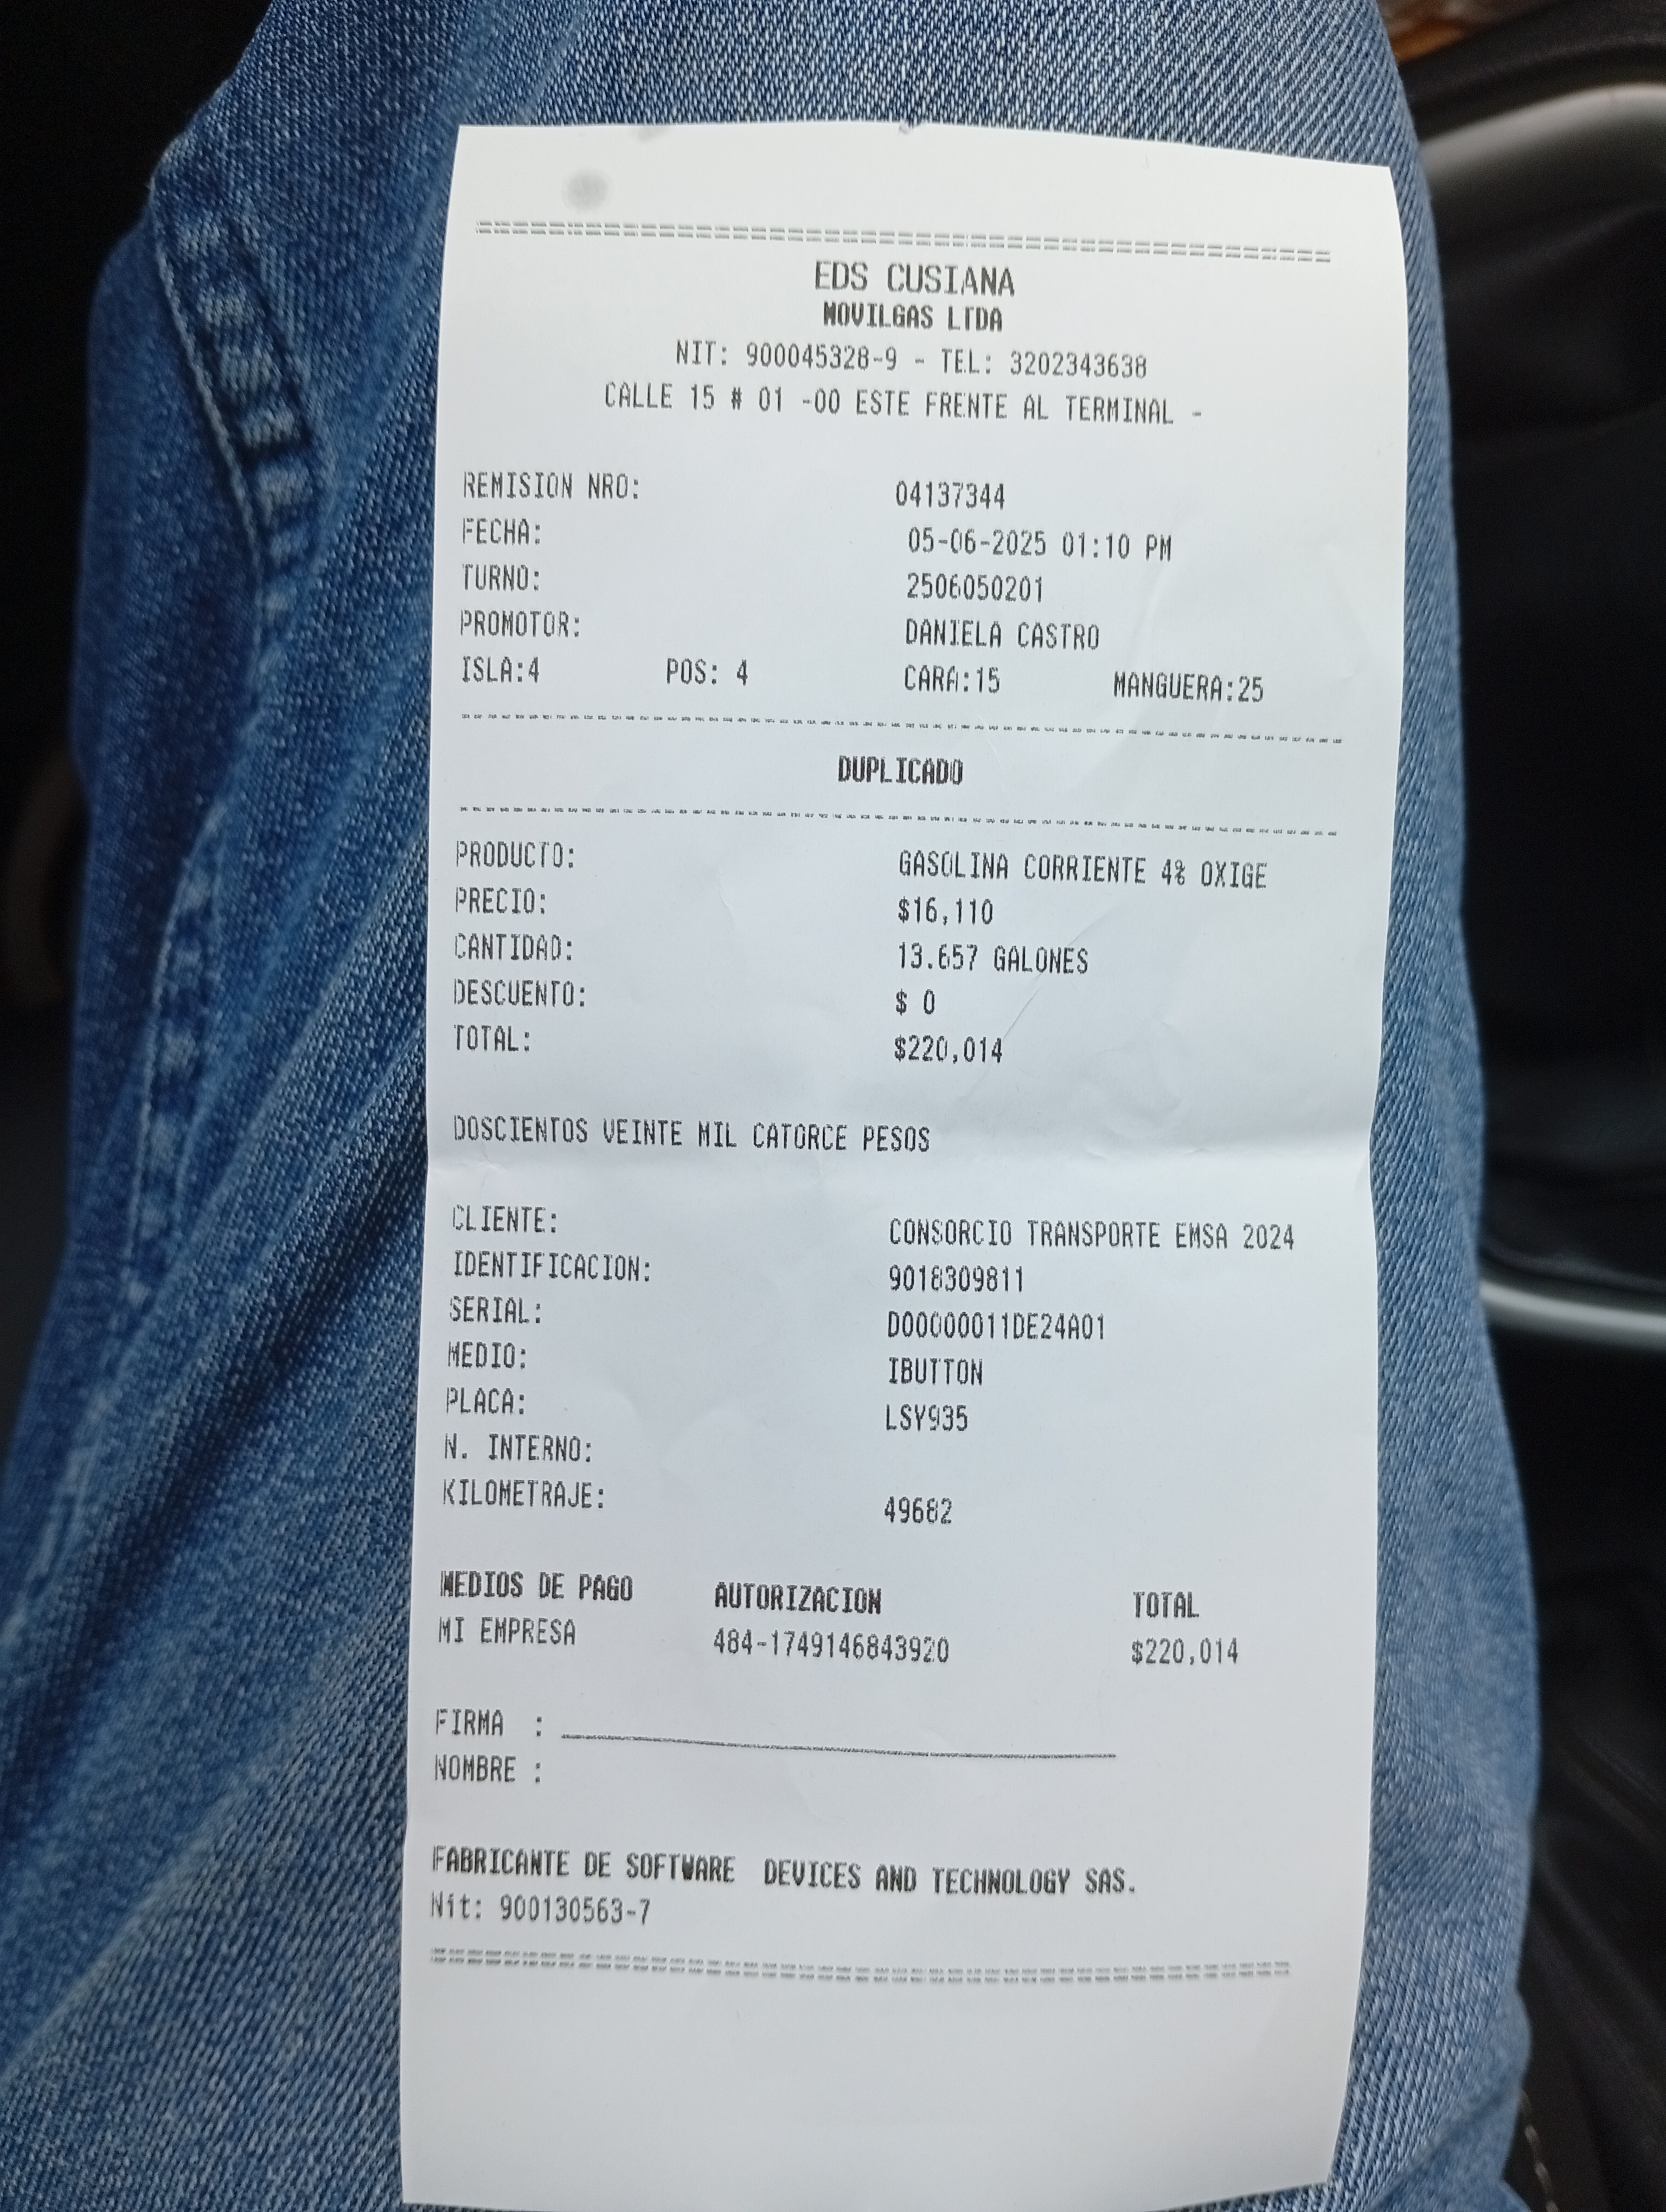 ================================================================
EDS CUSIANA
MOVILGAS LTDA
NIT: 900045328-9 - TEL: 3202343638
CALLE 15 # 01 -00 ESTE FRENTE AL TERMINAL -
REMISION NRO: 04137344
FECHA: 05-06-2025 01:10 PM
TURNO: 2506050201
PROMOTOR: DANIELA CASTRO
ISLA:4 POS: 4 CARA:15 MANGUERA:25
----------------------------------------------------------------
DUPLICADO
----------------------------------------------------------------
PRODUCTO: GASOLINA CORRIENTE 4% OXIGE
PRECIO: $16,110
CANTIDAD: 13.657 GALONES
DESCUENTO: $ 0
TOTAL: $220,014
DOSCIENTOS VEINTE MIL CATORCE PESOS
CLIENTE: CONSORCIO TRANSPORTE EMSA 2024
IDENTIFICACION: 9018309811
SERIAL: D00000011DE24A01
MEDIO: IBUTTON
PLACA: LSY935
N. INTERNO:
KILOMETRAJE: 49682
MEDIOS DE PAGO AUTORIZACION TOTAL
MI EMPRESA 484-1749146843920 $220,014
FIRMA : ________________________________
NOMBRE :
FABRICANTE DE SOFTWARE DEVICES AND TECHNOLOGY SAS.
Nit: 900130563-7
================================================================